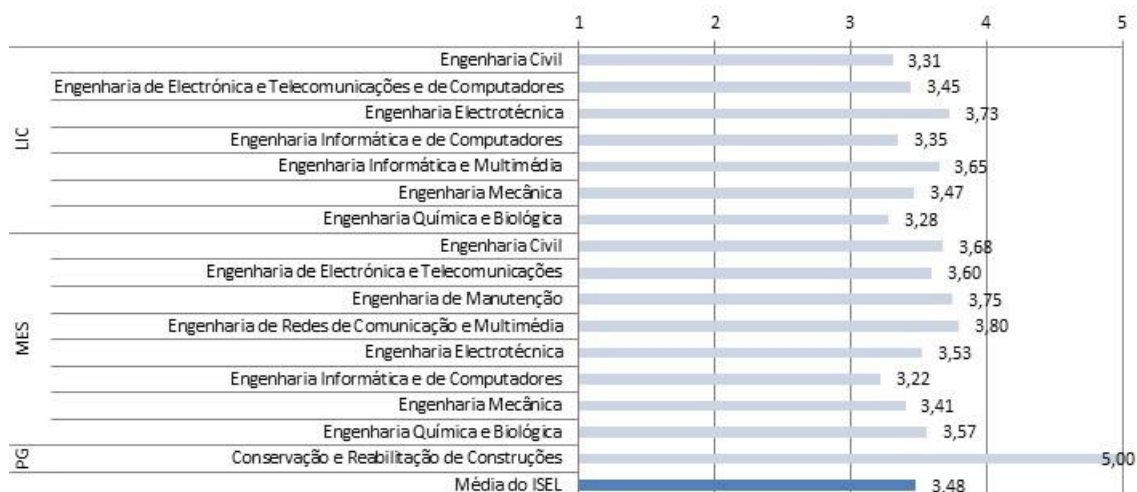 1 2 3 4 5
LIC
Engenharia Civil 3,31
Engenharia de Electrónica e Telecomunicações e de Computadores 3,45
Engenharia Electrotécnica 3,73
Engenharia Informática e de Computadores 3,35
Engenharia Informática e Multimédia 3,65
Engenharia Mecânica 3,47
Engenharia Química e Biológica 3,28
MES
Engenharia Civil 3,68
Engenharia de Electrónica e Telecomunicações 3,60
Engenharia de Manutenção 3,75
Engenharia de Redes de Comunicação e Multimédia 3,80
Engenharia Electrotécnica 3,53
Engenharia Informática e de Computadores 3,22
Engenharia Mecânica 3,41
Engenharia Química e Biológica 3,57
PG
Conservação e Reabilitação de Construções 5,00
Média do ISEL 3,48